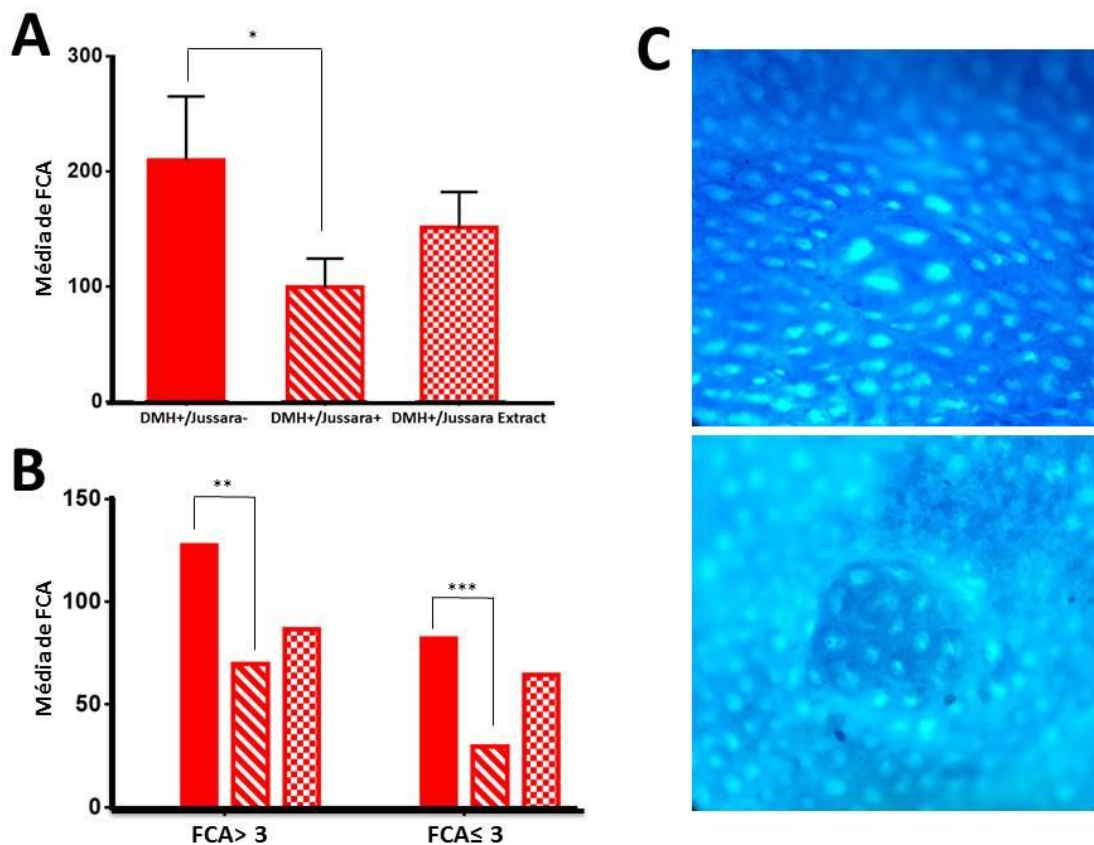 A
*
300
200
100
0
Média de FCA
DMH+/Jussara- DMH+/Jussara+ DMH+/Jussara Extract
B
**
***
150
100
50
0
Média de FCA
FCA> 3 FCA≤ 3
C